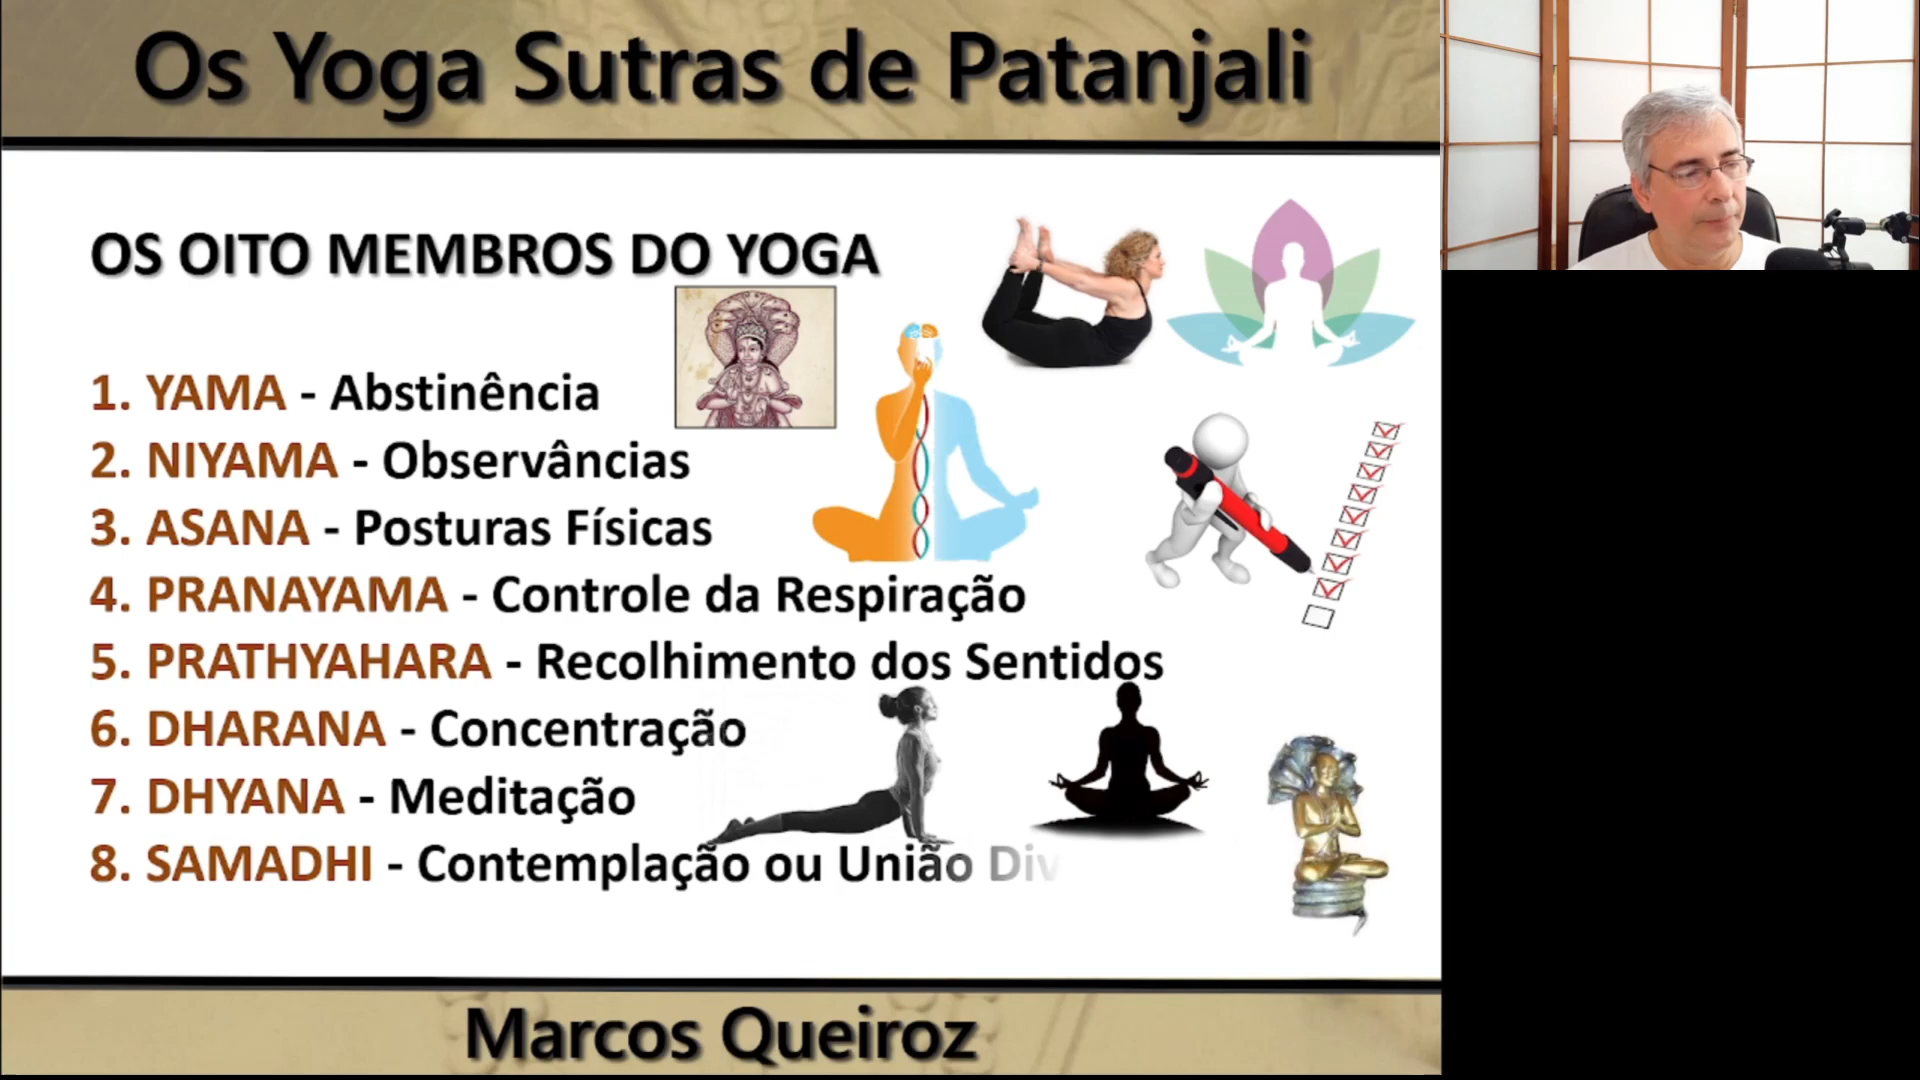 Os Yoga Sutras de Patanjali
OS OITO MEMBROS DO YOGA
1. YAMA - Abstinência
2. NIYAMA - Observâncias
3. ASANA - Posturas Físicas
4. PRANAYAMA - Controle da Respiração
5. PRATHYAHARA - Recolhimento dos Sentidos
6. DHARANA - Concentração
7. DHYANA - Meditação
8. SAMADHI - Contemplação ou União Div
Marcos Queiroz